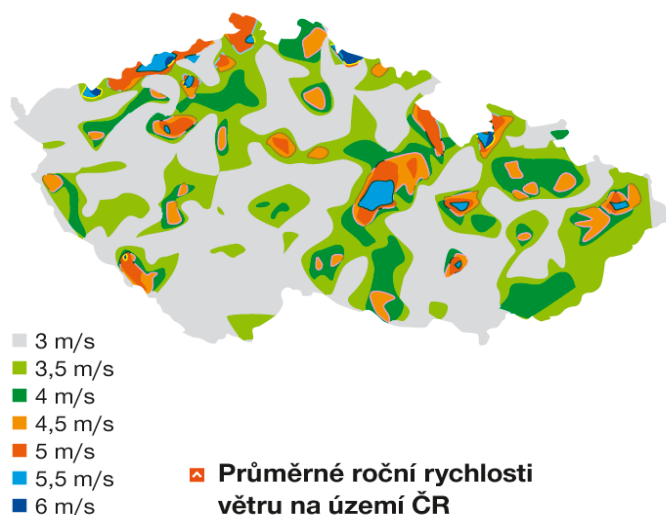 3 m/s
3,5 m/s
4 m/s
4,5 m/s
5 m/s
5,5 m/s
6 m/s
Průměrné roční rychlosti
větru na území ČR